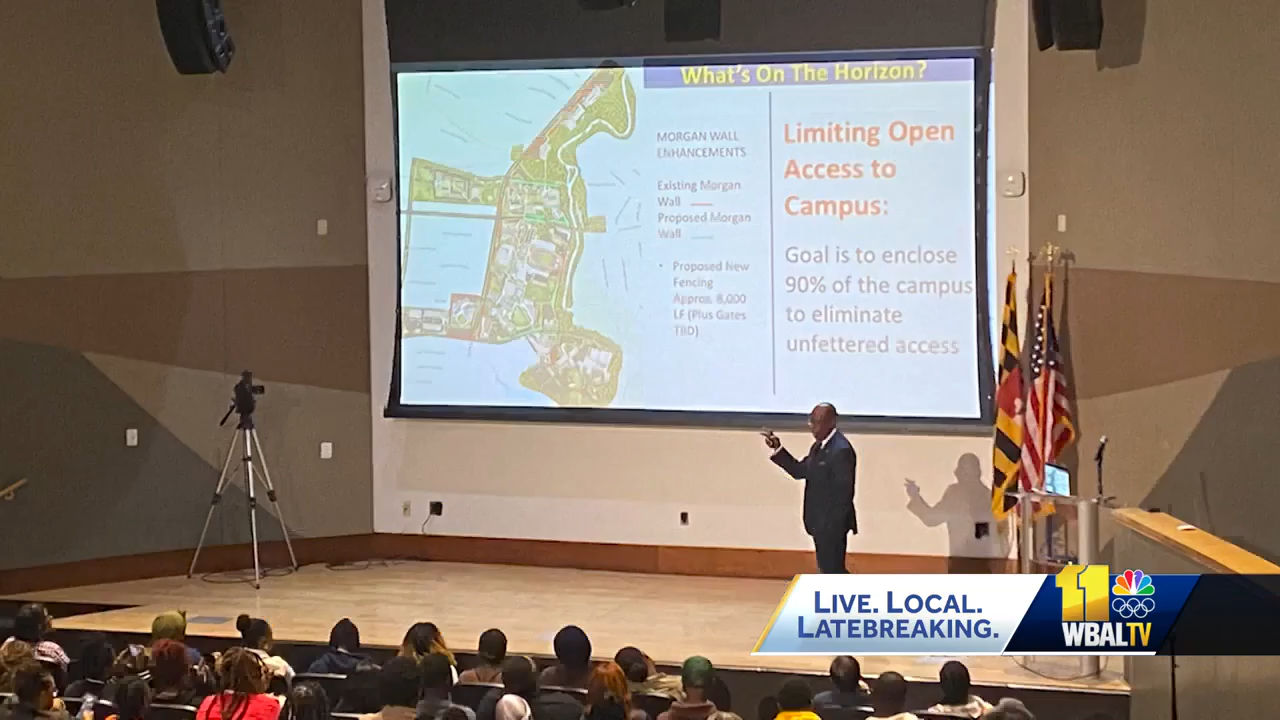 What's On The Horizon?
MORGAN WALL
ENHANCEMENTS
Existing Morgan
Wall
Proposed Morgan
Wall
• Proposed New
Fencing
Approx. 8,000
LF (Plus Gates
TBD)
Limiting Open
Access to
Campus:
Goal is to enclose
90% of the campus
to eliminate
unfettered access
LIVE. LOCAL.
LATEBREAKING.
11
WBALTV